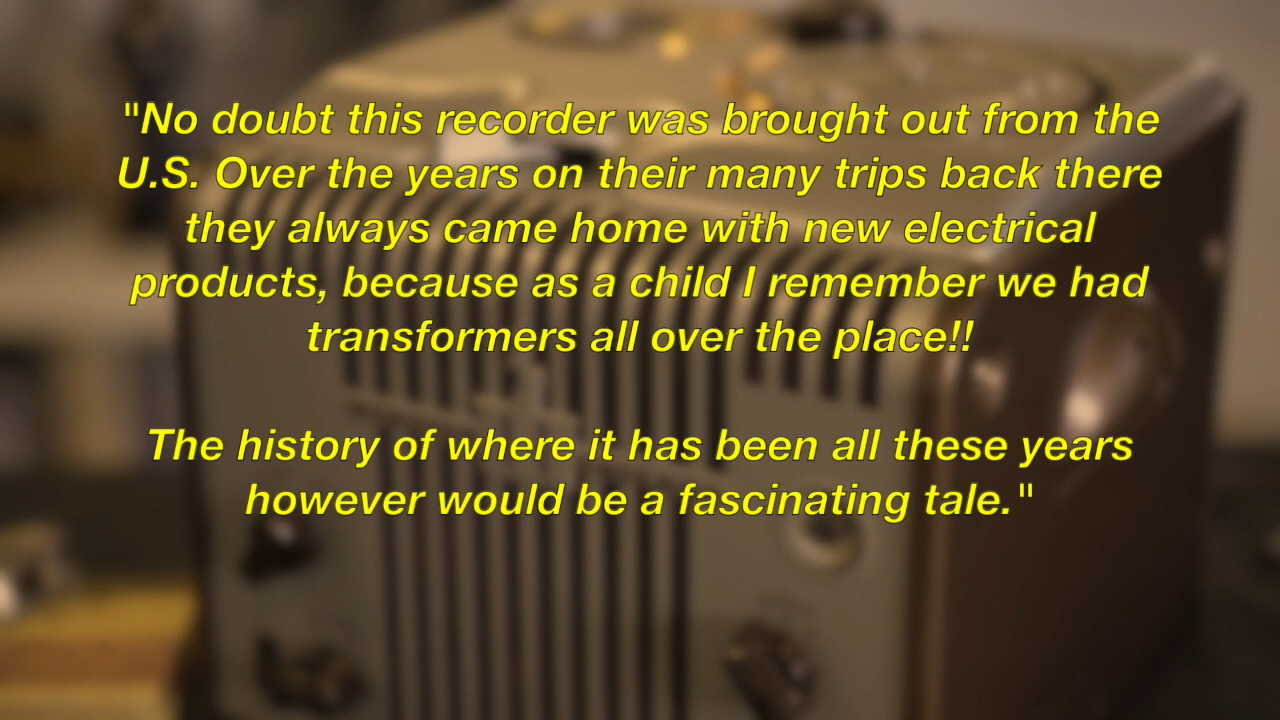 "No doubt this recorder was brought out from the
U.S. Over the years on their many trips back there
they always came home with new electrical
products, because as a child I remember we had
transformers all over the place!!
The history of where it has been all these years
however would be a fascinating tale."